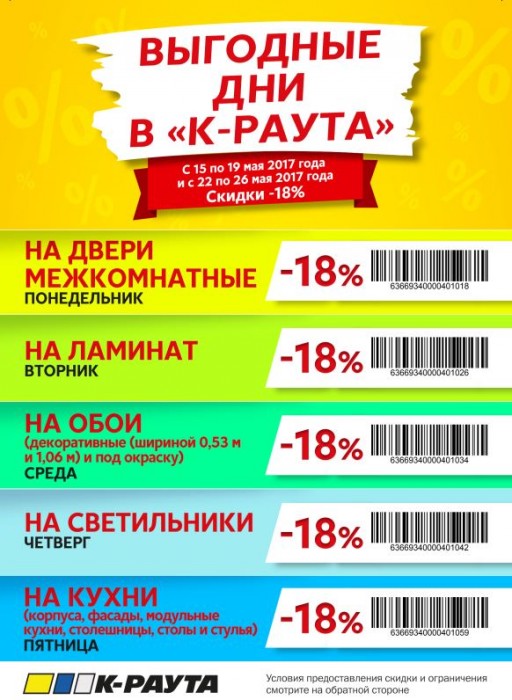 ВЫГОДНЫЕ
ДНИ
В «К-РАУТА»
С 15 по 19 мая 2017 года
и с 22 по 26 мая 2017 года
Скидки -18%
НА ДВЕРИ
МЕЖКОМНАТНЫЕ
ПОНЕДЕЛЬНИК
-18%
63669340000401018
НА ЛАМИНАТ
ВТОРНИК
-18%
63669340000401026
НА ОБОИ
(декоративные (шириной 0,53 м
и 1,06 м) и под окраску)
СРЕДА
-18%
63669340000401034
НА СВЕТИЛЬНИКИ
ЧЕТВЕРГ
-18%
63669340000401042
НА КУХНИ
(корпуса, фасады, модульные
кухни, столешницы, столы и стулья)
ПЯТНИЦА
-18%
63669340000401059
К-РАУТА
Условия предоставления скидки и ограничения
смотрите на обратной стороне